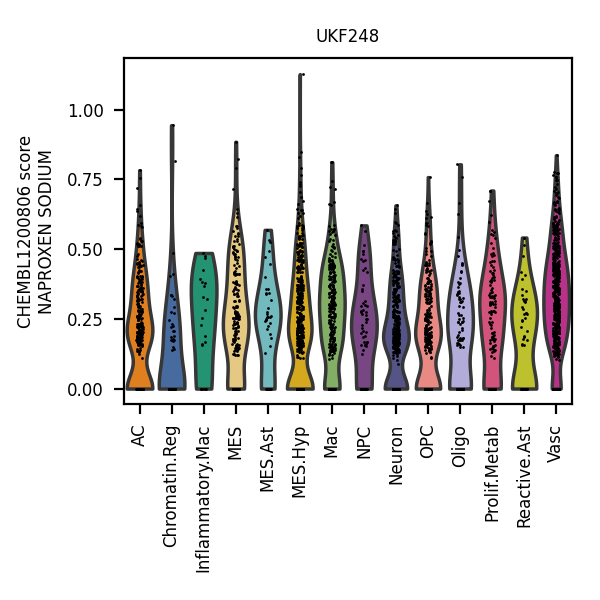 UKF248
CHEMBL1200806 score
NAPROXEN SODIUM
1.00
0.75
0.50
0.25
0.00
AC
Chromatin.Reg
Inflammatory.Mac
MES
MES.Ast
MES.Hyp
Mac
NPC
Neuron
OPC
Oligo
Prolif.Metab
Reactive.Ast
Vasc